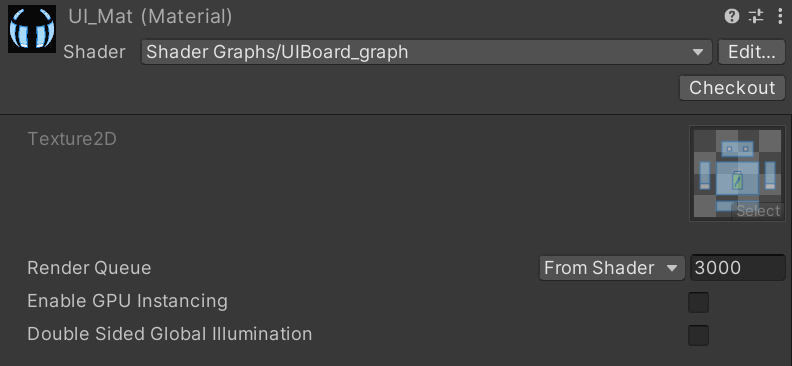 UI_Mat (Material)
Shader Shader Graphs/UIBoard_graph Edit...
Checkout
Texture2D
Select
Render Queue From Shader 3000
Enable GPU Instancing
Double Sided Global Illumination